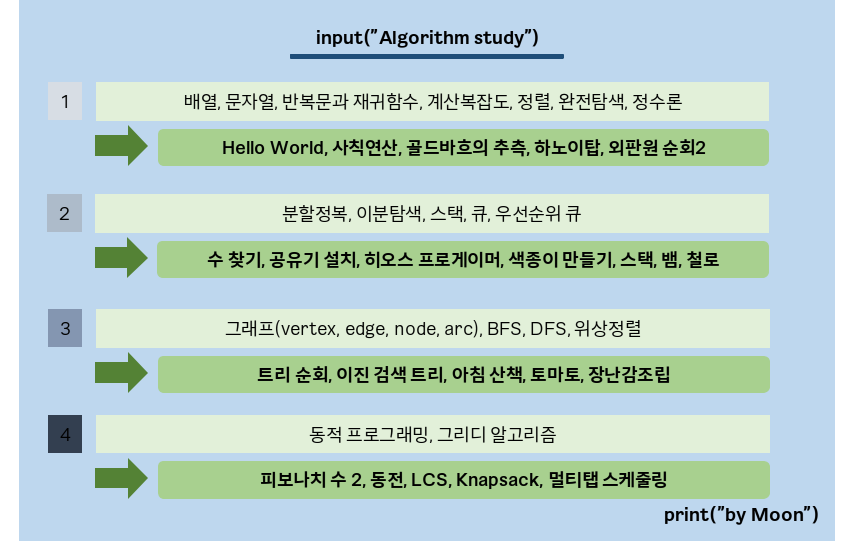 input("Algorithm study")
1
배열, 문자열, 반복문과 재귀함수, 계산복잡도, 정렬, 완전탐색, 정수론
Hello World, 사칙연산, 골드바흐의 추측, 하노이탑, 외판원 순회2
2
분할정복, 이분탐색, 스택, 큐, 우선순위 큐
수 찾기, 공유기 설치, 히오스 프로게이머, 색종이 만들기, 스택, 뱀, 철로
3
그래프(vertex, edge, node, arc), BFS, DFS, 위상정렬
트리 순회, 이진 검색 트리, 아침 산책, 토마토, 장난감조립
4
동적 프로그래밍, 그리디 알고리즘
피보나치 수 2, 동전, LCS, Knapsack, 멀티탭 스케줄링
print("by Moon")